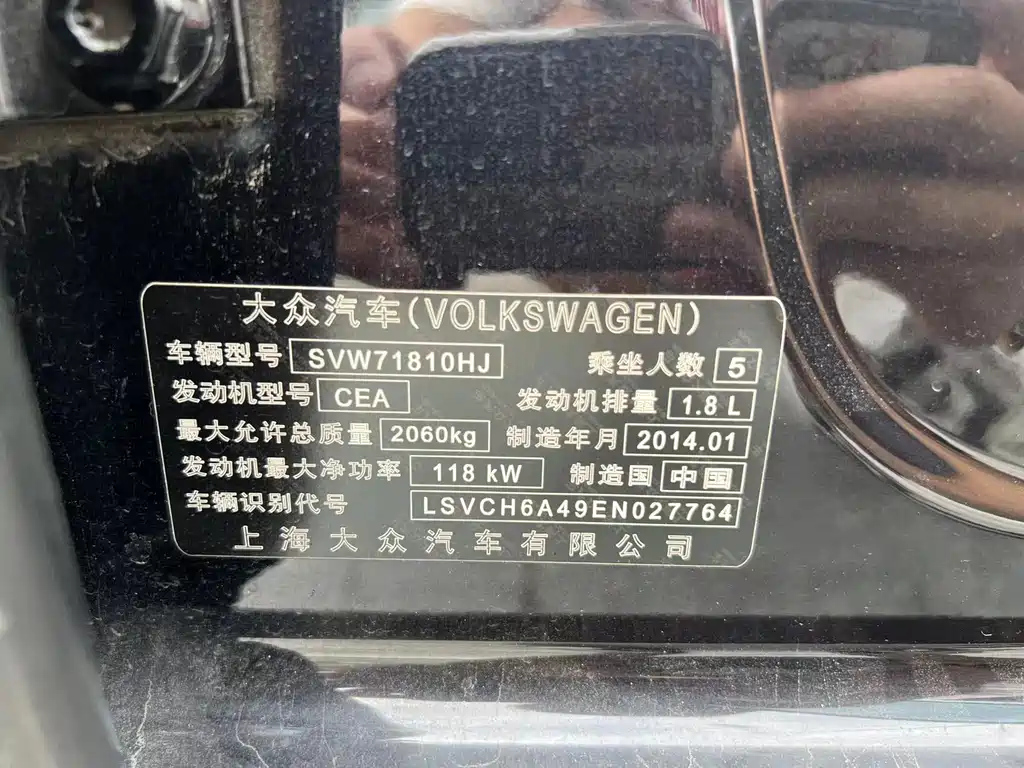 大众汽车(VOLKSWAGEN)
车辆型号 SVW71810HJ 乘坐人数 5
发动机型号 CEA 发动机排量 1.8 L
最大允许总质量 2060kg 制造年月 2014.01
发动机最大净功率 118 kW 制造国 中国
车辆识别代号 LSVCH6A49EN027764
上海大众汽车有限公司